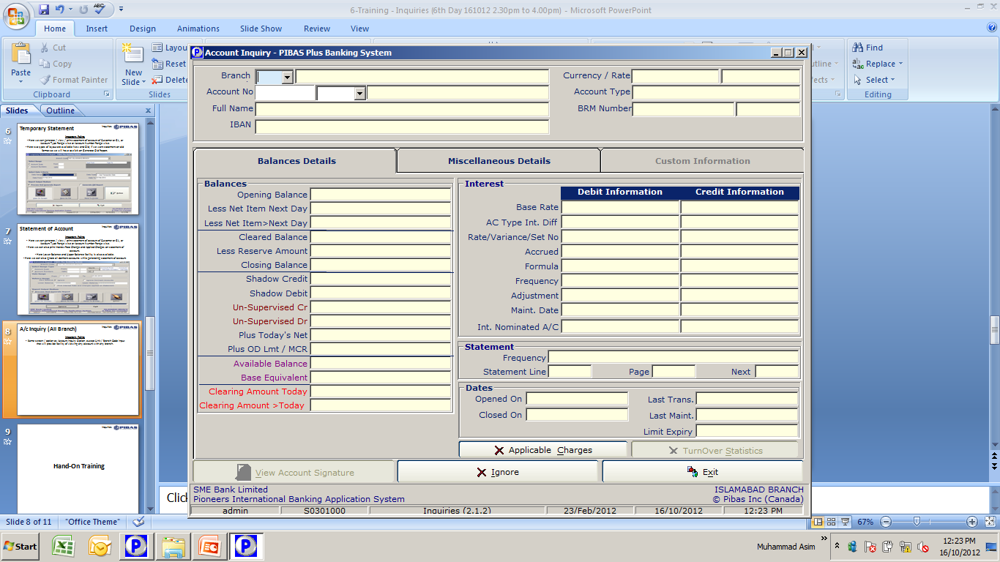 6-Training - Inquiries (6th Day 161012 2.30pm to 4.00pm) - Microsoft PowerPoint
Home Insert Design Animations Slide Show Review View
Paste
Cut
Copy
Format Painter
Clipboard
New Slide
Layou
Reset
Delete
Slides
Find
Replace
Select
Editing
Slides Outline
6
Temporary Statement
7
Statement of Account
8
A/c Inquiry (All Branch)
9
Hand-On Training
Account Inquiry - PIBAS Plus Banking System
Branch
Currency / Rate
Account No
Account Type
Full Name
BRM Number
IBAN
Balances Details Miscellaneous Details Custom Information
Balances
Opening Balance
Less Net Item Next Day
Less Net Item>Next Day
Cleared Balance
Less Reserve Amount
Closing Balance
Shadow Credit
Shadow Debit
Un-Supervised Cr
Un-Supervised Dr
Plus Today's Net
Plus OD Lmt / MCR
Available Balance
Base Equivalent
Clearing Amount Today
Clearing Amount >Today
Interest
Debit Information Credit Information
Base Rate
AC Type Int. Diff
Rate/Variance/Set No
Accrued
Formula
Frequency
Adjustment
Maint. Date
Int. Nominated A/C
Statement
Frequency
Statement Line Page Next
Dates
Opened On Last Trans.
Closed On Last Maint.
Limit Expiry
Applicable Charges TurnOver Statistics
View Account Signature Ignore Exit
SME Bank Limited ISLAMABAD BRANCH
Pioneers International Banking Application System © Pibas Inc (Canada)
admin S0301000 Inquiries (2.1.2) 23/Feb/2012 16/10/2012 12:23 PM
Clic
Slide 8 of 11 "Office Theme" 67%
Start
Muhammad Asim
12:23 PM
16/10/2012